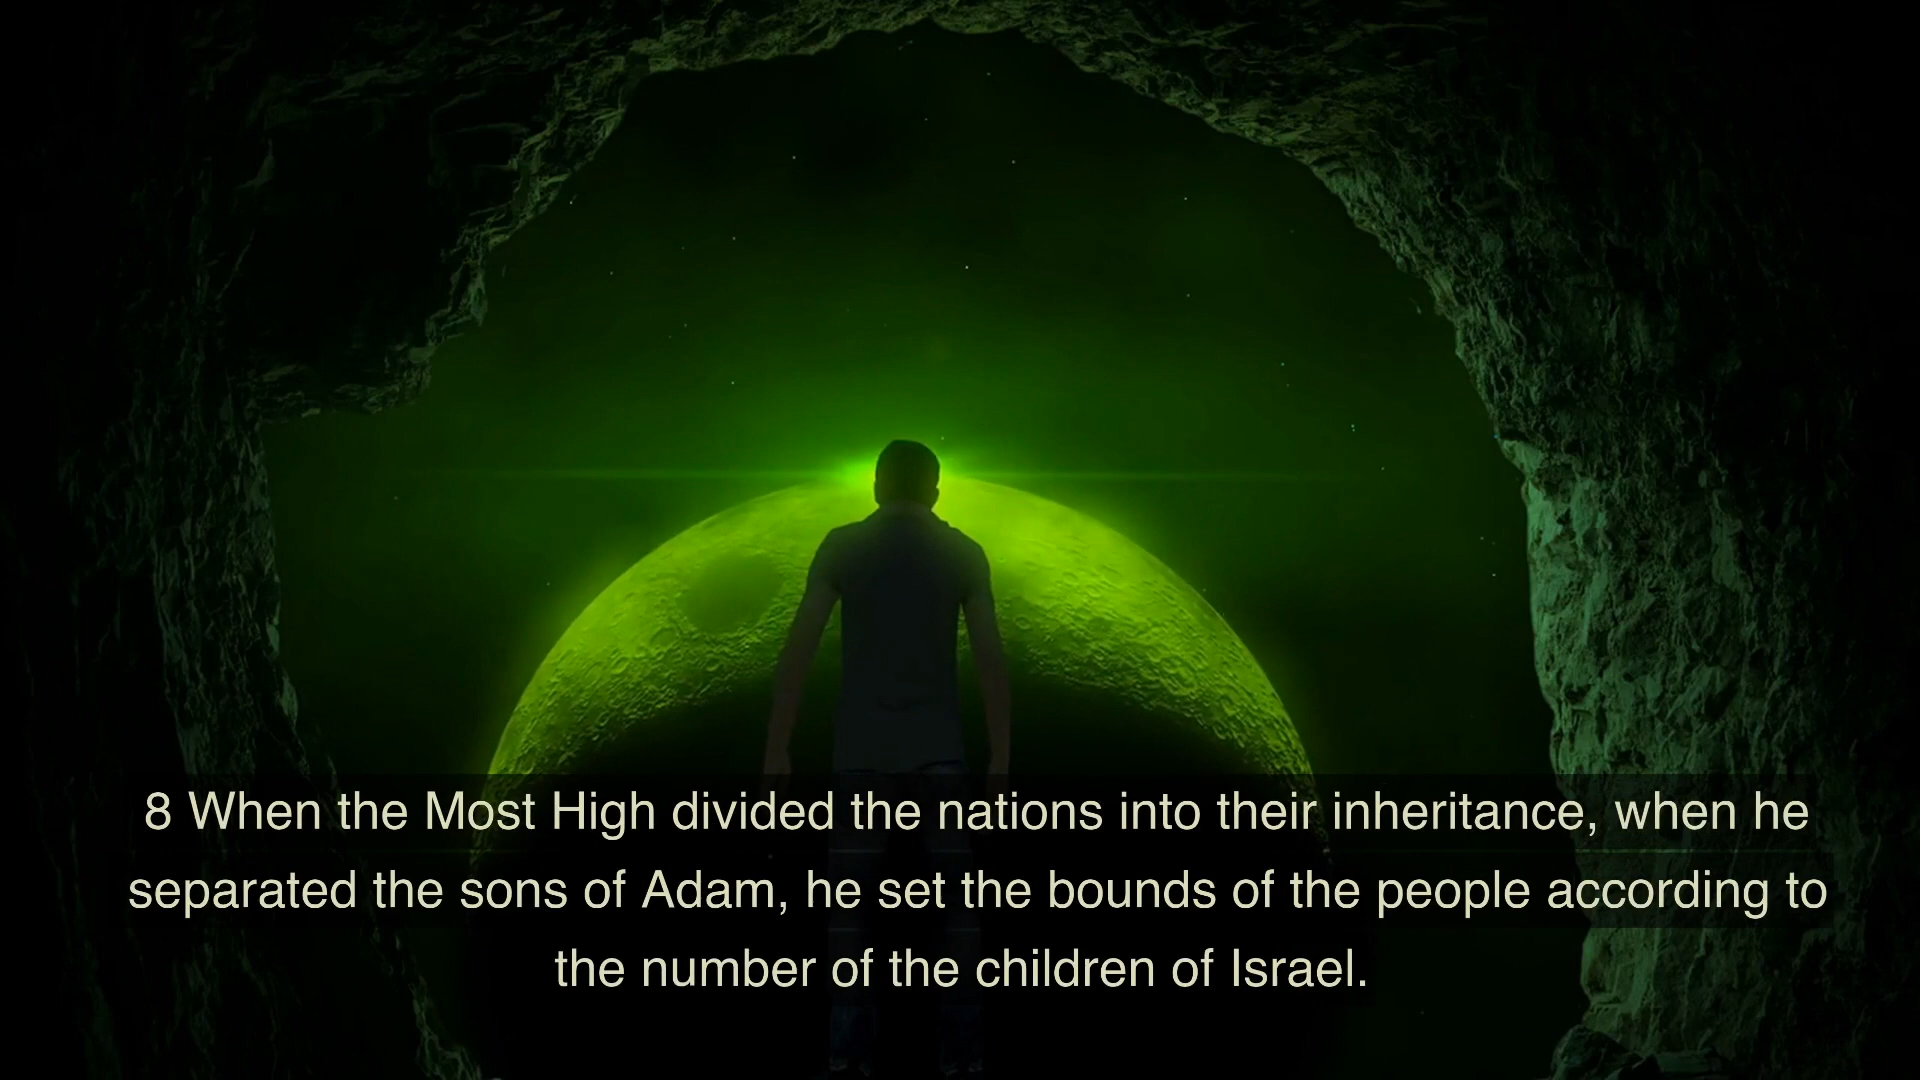 8 When the Most High divided the nations into their inheritance, when he
separated the sons of Adam, he set the bounds of the people according to
the number of the children of Israel.